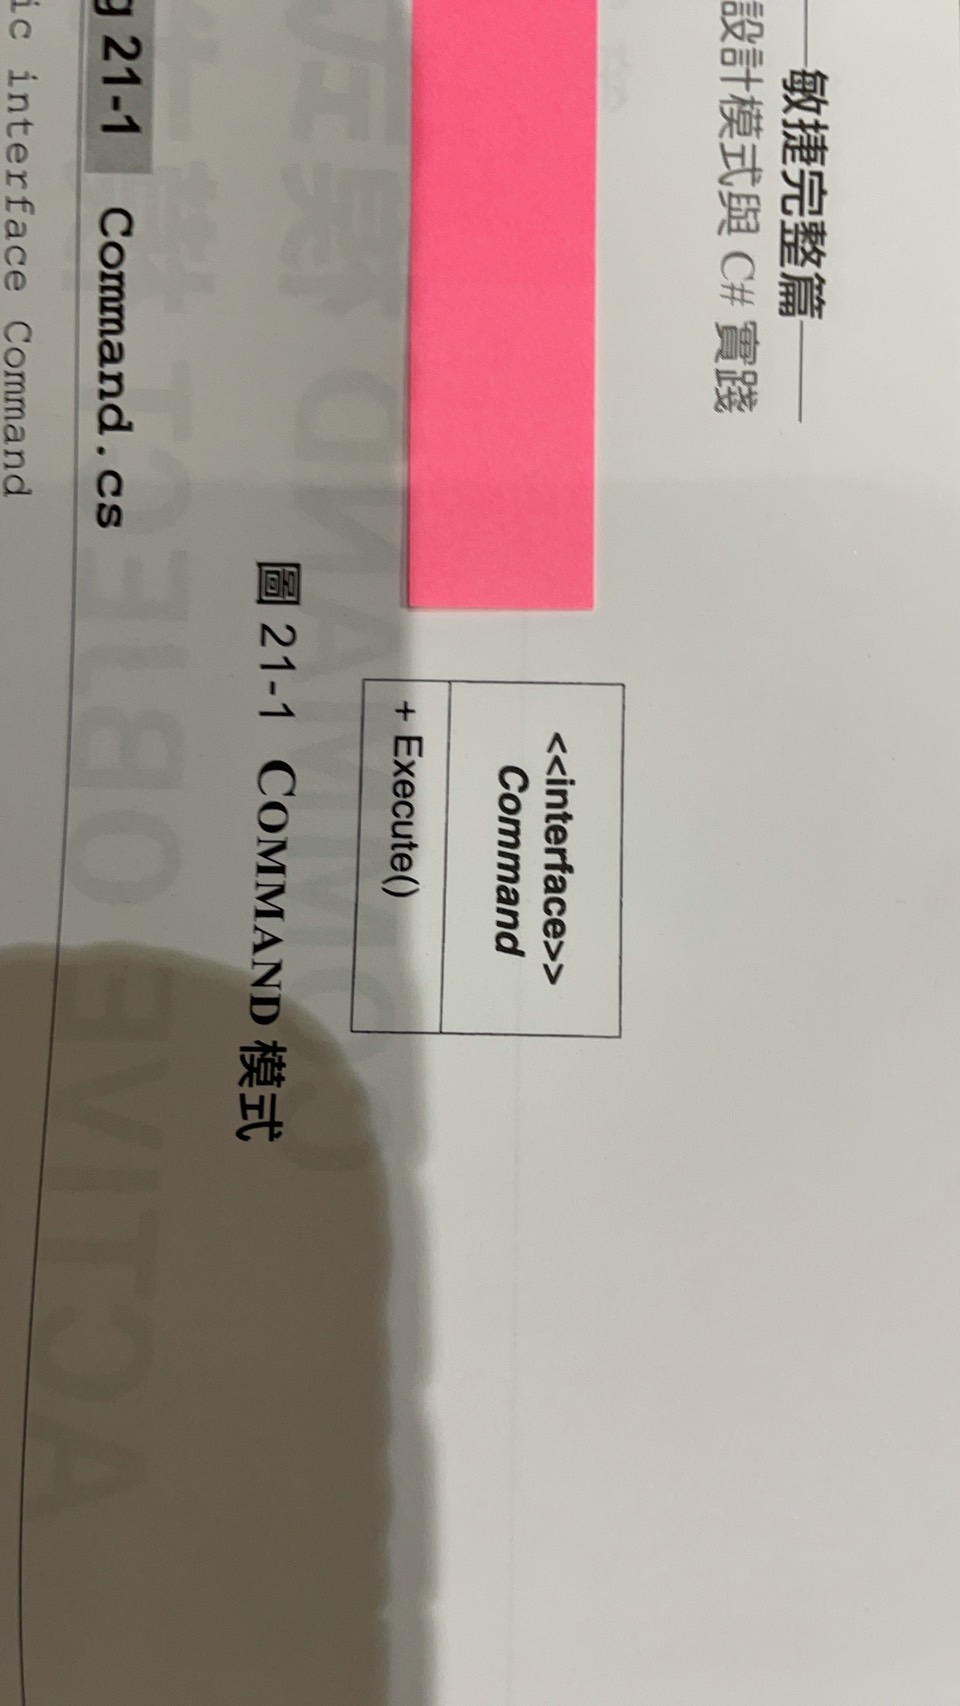 敏捷完整篇
設計模式與 C# 實踐
<<interface>>
Command
+ Execute()
圖 21-1 COMMAND 模式
g 21-1 Command.cs
ic interface Command